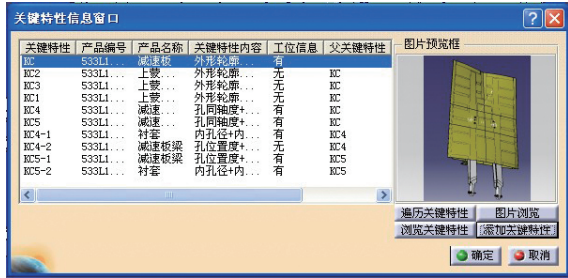 关键特性信息窗口
关键特性 产品编号 产品名称 关键特性内容 工位信息 父关键特性
KC 533L1... 减速板 外形轮廓... 有
KC2 533L1... 上蒙... 外形轮廓... 无 KC
KC3 533L1... 上蒙... 外形轮廓... 无 KC
KC1 533L1... 上蒙... 外形轮廓... 无 KC
KC4 533L1... 减速... 孔同轴度+... 有 KC
KC5 533L1... 减速... 孔同轴度+... 有 KC
KC4-1 533L1... 衬套 内孔径+内... 有 KC4
KC4-2 533L1... 减速板梁 孔位置度+... 无 KC4
KC5-1 533L1... 减速板梁 孔位置度+... 有 KC5
KC5-2 533L1... 衬套 内孔径+内... 有 KC5
图片预览框
遍历关键特性 图片浏览
浏览关键特性 添加关键特性
确定 取消